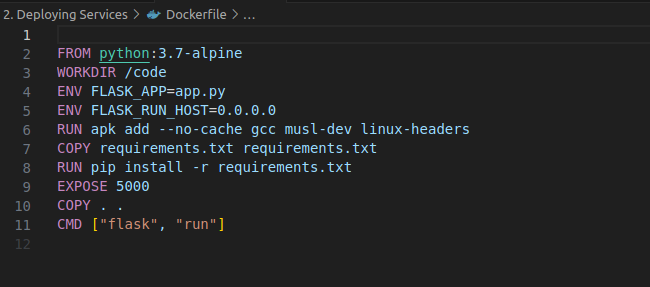 2. Deploying Services > Dockerfile > ...
1
2 FROM python:3.7-alpine
3 WORKDIR /code
4 ENV FLASK_APP=app.py
5 ENV FLASK_RUN_HOST=0.0.0.0
6 RUN apk add --no-cache gcc musl-dev linux-headers
7 COPY requirements.txt requirements.txt
8 RUN pip install -r requirements.txt
9 EXPOSE 5000
10 COPY . .
11 CMD ["flask", "run"]
12